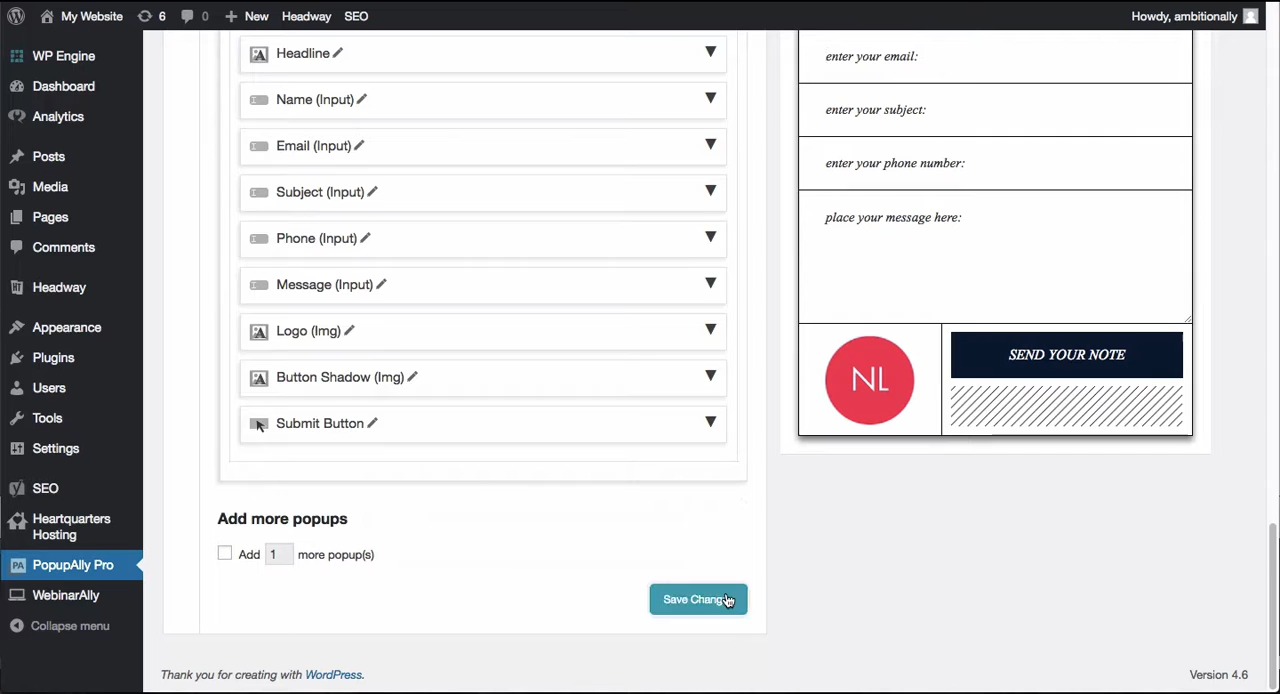 My Website 6 0 New Headway SEO Howdy, ambitionally
WP Engine
Dashboard
Analytics
Posts
Media
Pages
Comments
Headway
Appearance
Plugins
Users
Tools
Settings
SEO
Heartquarters
Hosting
PA PopupAlly Pro
WebinarAlly
Collapse menu
Headline
Name (Input)
Email (Input)
Subject (Input)
Phone (Input)
Message (Input)
Logo (Img)
Button Shadow (Img)
Submit Button
Add more popups
Add 1 more popup(s)
Save
enter your email:
enter your subject:
enter your phone number:
place your message here:
NL
SEND YOUR NOTE
Thank you for creating with WordPress.
Version 4.6